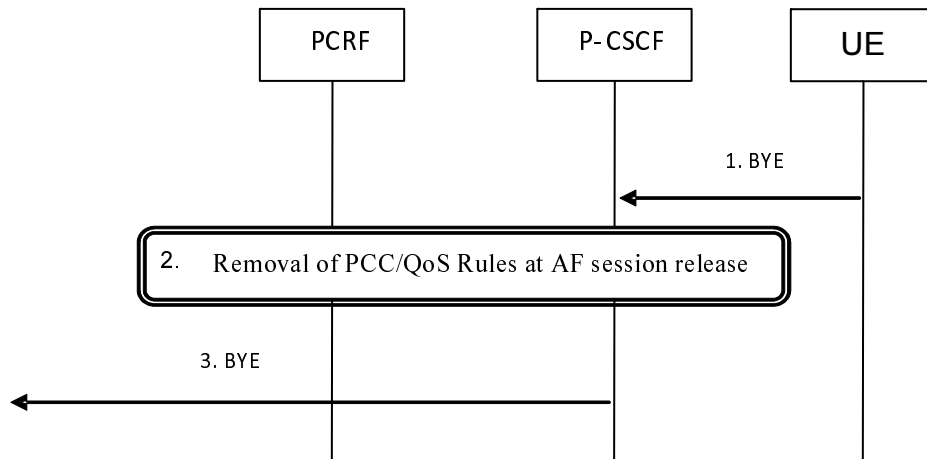 PCRF
P-CSCF
UE
1. BYE
2. Removal of PCC/QoS Rules at AF session release
3. BYE